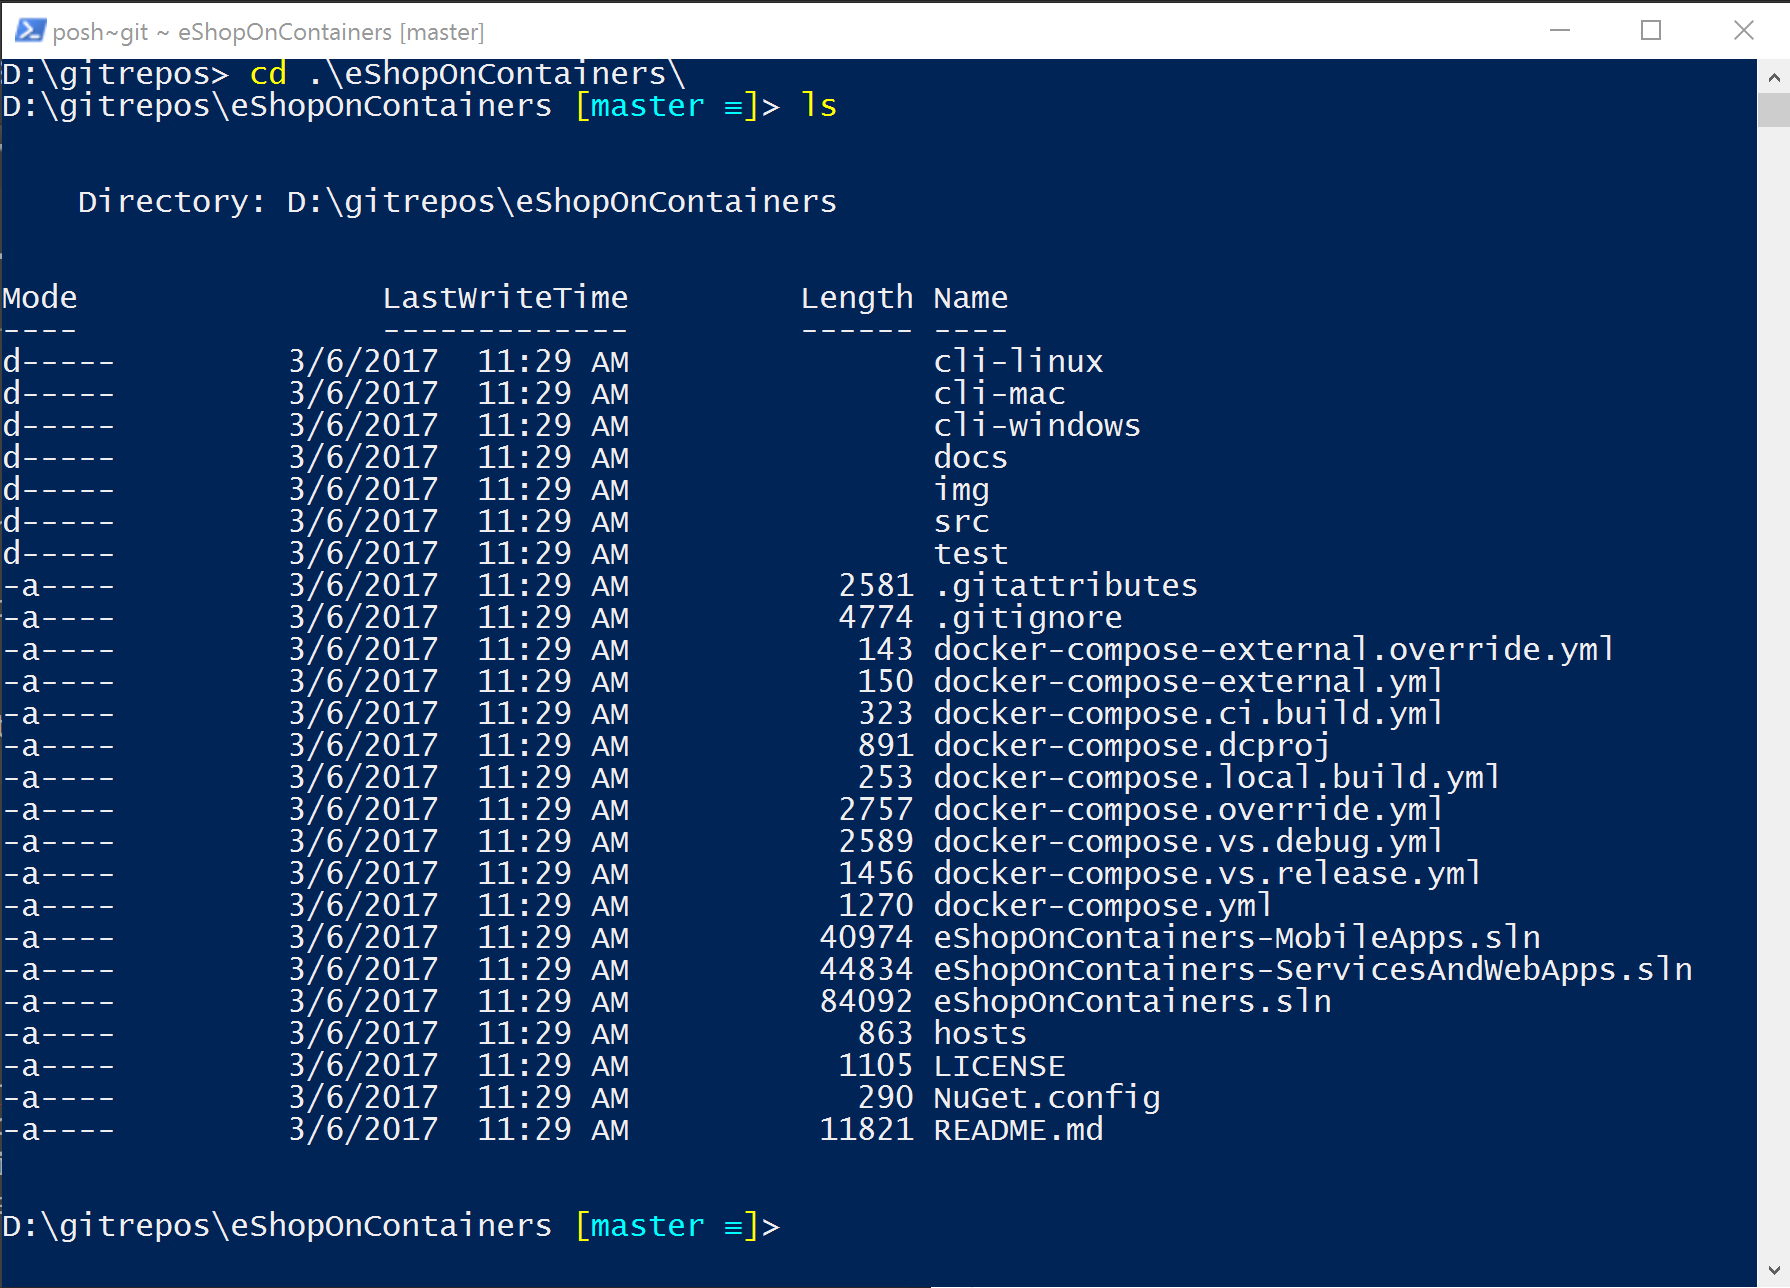 posh~git ~ eShopOnContainers [master]
D:\gitrepos> cd .\eShopOnContainers\
D:\gitrepos\eShopOnContainers [master ≡]> ls
Directory: D:\gitrepos\eShopOnContainers
Mode                LastWriteTime         Length Name
----                -------------         ------ ----
d-----         3/6/2017  11:29 AM                cli-linux
d-----         3/6/2017  11:29 AM                cli-mac
d-----         3/6/2017  11:29 AM                cli-windows
d-----         3/6/2017  11:29 AM                docs
d-----         3/6/2017  11:29 AM                img
d-----         3/6/2017  11:29 AM                src
d-----         3/6/2017  11:29 AM                test
-a----         3/6/2017  11:29 AM           2581 .gitattributes
-a----         3/6/2017  11:29 AM           4774 .gitignore
-a----         3/6/2017  11:29 AM            143 docker-compose-external.override.yml
-a----         3/6/2017  11:29 AM            150 docker-compose-external.yml
-a----         3/6/2017  11:29 AM            323 docker-compose.ci.build.yml
-a----         3/6/2017  11:29 AM            891 docker-compose.dcproj
-a----         3/6/2017  11:29 AM            253 docker-compose.local.build.yml
-a----         3/6/2017  11:29 AM           2757 docker-compose.override.yml
-a----         3/6/2017  11:29 AM           2589 docker-compose.vs.debug.yml
-a----         3/6/2017  11:29 AM           1456 docker-compose.vs.release.yml
-a----         3/6/2017  11:29 AM           1270 docker-compose.yml
-a----         3/6/2017  11:29 AM          40974 eShopOnContainers-MobileApps.sln
-a----         3/6/2017  11:29 AM          44834 eShopOnContainers-ServicesAndWebApps.sln
-a----         3/6/2017  11:29 AM          84092 eShopOnContainers.sln
-a----         3/6/2017  11:29 AM            863 hosts
-a----         3/6/2017  11:29 AM           1105 LICENSE
-a----         3/6/2017  11:29 AM            290 NuGet.config
-a----         3/6/2017  11:29 AM          11821 README.md
D:\gitrepos\eShopOnContainers [master ≡]>